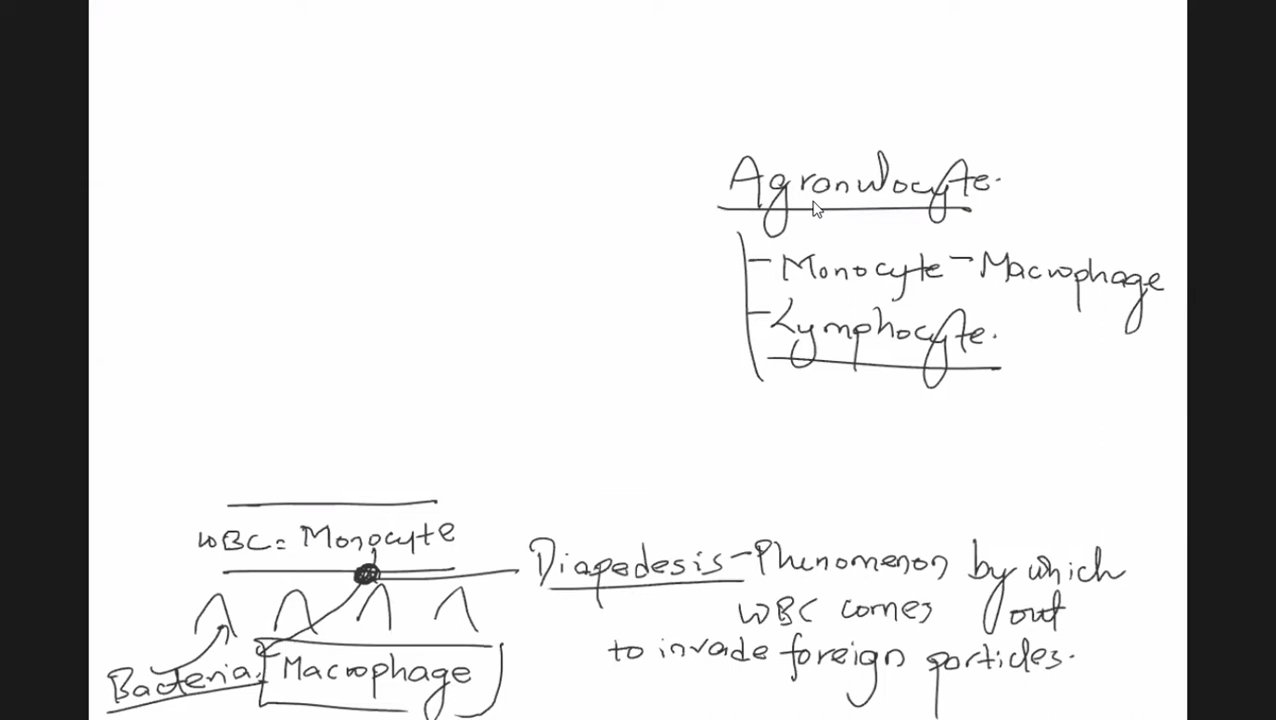 Agranulocyte.
- Monocyte - Macrophage
- Lymphocyte.
WBC = Monocyte
Diapedesis - Phenomenon by which
WBC comes out
to invade foreign particles.
Bacteria.
Macrophage